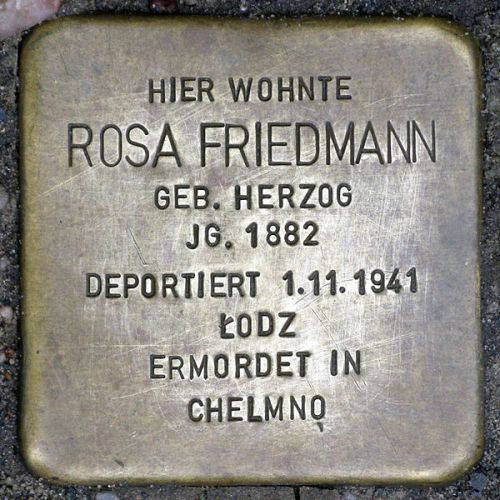 HIER WOHNTE
ROSA FRIEDMANN
GEB. HERZOG
JG. 1882
DEPORTIERT 1.11.1941
ŁODZ
ERMORDET IN
CHELMNO